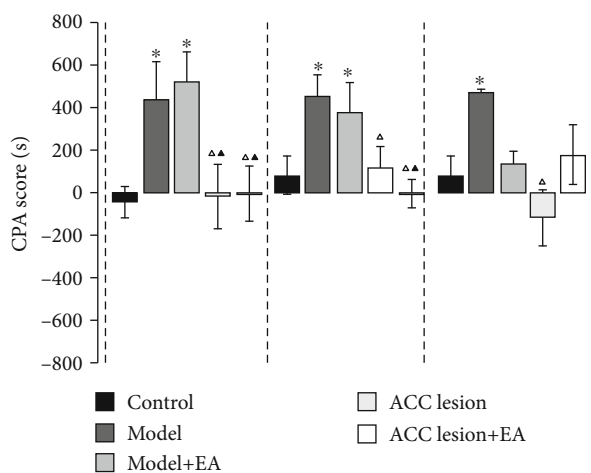 800
600
400
200
0
−200
−400
−600
−800
CPA score (s)
* * △▲ △▲
* * △ △▲
* △
Control
Model
Model+EA
ACC lesion
ACC lesion+EA